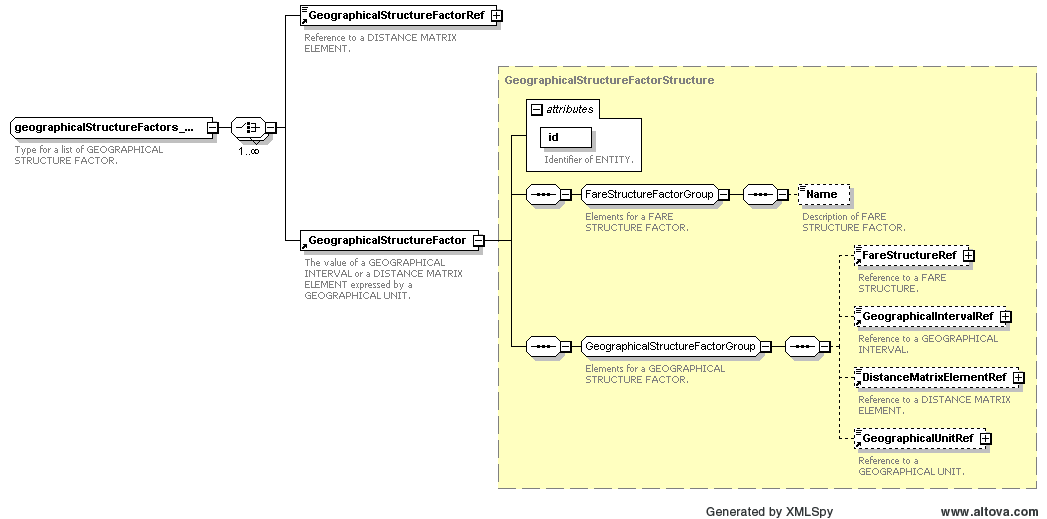 GeographicalStructureFactorRef
Reference to a DISTANCE MATRIX
ELEMENT.
GeographicalStructureFactorStructure
attributes
id
Identifier of ENTITY.
geographicalStructureFactors_...
Type for a list of GEOGRAPHICAL
STRUCTURE FACTOR.
1..∞
FareStructureFactorGroup
Elements for a FARE
STRUCTURE FACTOR.
Name
Description of FARE
STRUCTURE FACTOR.
GeographicalStructureFactor
The value of a GEOGRAPHICAL
INTERVAL or a DISTANCE MATRIX
ELEMENT expressed by a
GEOGRAPHICAL UNIT.
FareStructureRef
Reference to a FARE
STRUCTURE.
GeographicalIntervalRef
Reference to a GEOGRAPHICAL
INTERVAL.
GeographicalStructureFactorGroup
Elements for a GEOGRAPHICAL
STRUCTURE FACTOR.
DistanceMatrixElementRef
Reference to a DISTANCE MATRIX
ELEMENT.
GeographicalUnitRef
Reference to a
GEOGRAPHICAL UNIT.
Generated by XMLSpy
www.altova.com